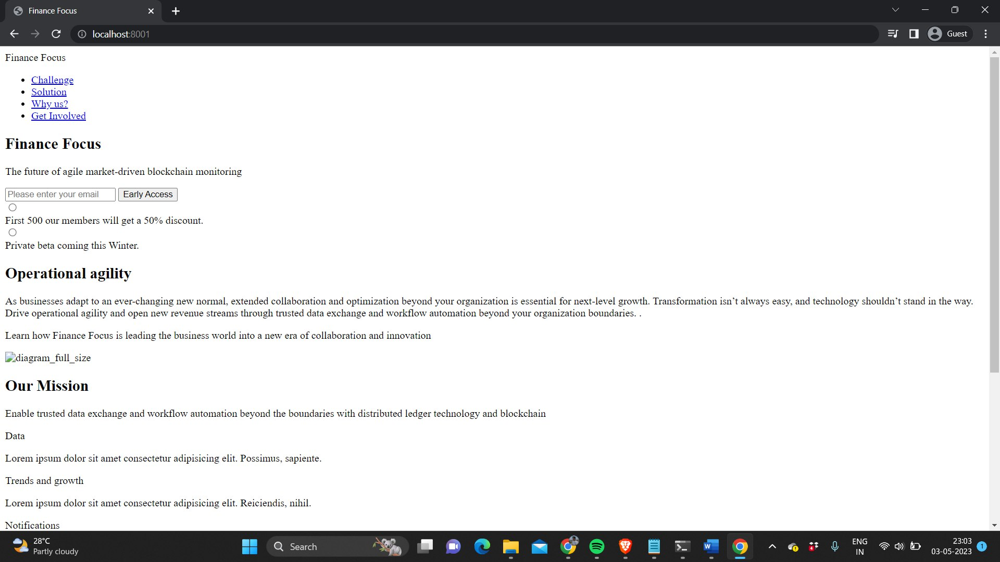 Finance Focus
localhost:8001
Guest
Finance Focus
Challenge
Solution
Why us?
Get Involved
Finance Focus
The future of agile market-driven blockchain monitoring
Please enter your email Early Access
First 500 our members will get a 50% discount.
Private beta coming this Winter.
Operational agility
As businesses adapt to an ever-changing new normal, extended collaboration and optimization beyond your organization is essential for next-level growth. Transformation isn’t always easy, and technology shouldn’t stand in the way.
Drive operational agility and open new revenue streams through trusted data exchange and workflow automation beyond your organization boundaries. .
Learn how Finance Focus is leading the business world into a new era of collaboration and innovation
diagram_full_size
Our Mission
Enable trusted data exchange and workflow automation beyond the boundaries with distributed ledger technology and blockchain
Data
Lorem ipsum dolor sit amet consectetur adipisicing elit. Possimus, sapiente.
Trends and growth
Lorem ipsum dolor sit amet consectetur adipisicing elit. Reiciendis, nihil.
Notifications
28°C
Partly cloudy
Search
W
4
ENG
IN
23:03
03-05-2023
1